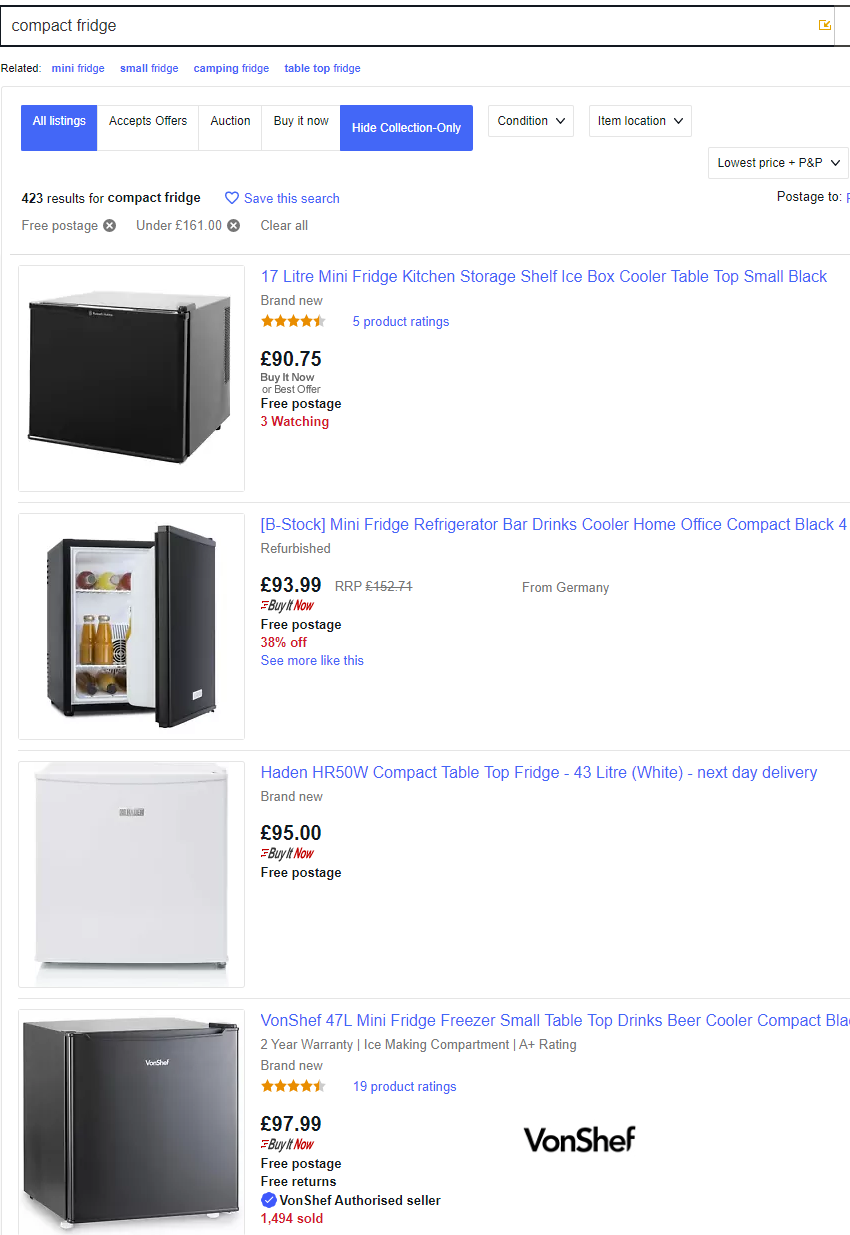 compact fridge
Related: mini fridge small fridge camping fridge table top fridge
All listings Accepts Offers Auction Buy it now Hide Collection-Only Condition Item location
Lowest price + P&P
423 results for compact fridge Save this search Postage to:
Free postage Under £161.00 Clear all
17 Litre Mini Fridge Kitchen Storage Shelf Ice Box Cooler Table Top Small Black
Brand new
5 product ratings
£90.75
Buy It Now
or Best Offer
Free postage
3 Watching
[B-Stock] Mini Fridge Refrigerator Bar Drinks Cooler Home Office Compact Black 4
Refurbished
£93.99 RRP £152.71 From Germany
Buy It Now
Free postage
38% off
See more like this
HADEN
Haden HR50W Compact Table Top Fridge - 43 Litre (White) - next day delivery
Brand new
£95.00
Buy It Now
Free postage
VonShef
VonShef 47L Mini Fridge Freezer Small Table Top Drinks Beer Cooler Compact Bla
2 Year Warranty | Ice Making Compartment | A+ Rating
Brand new
19 product ratings
£97.99
Buy It Now
VonShef
Free postage
Free returns
VonShef Authorised seller
1,494 sold